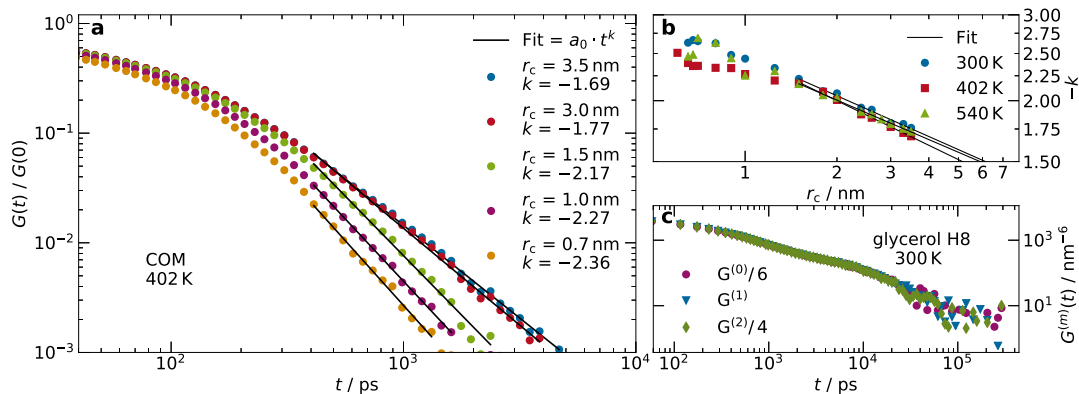 a
10⁰
10⁻¹
10⁻²
10⁻³
G(t) / G(0)
10²
10³
10⁴
t / ps
COM
402 K
Fit = a₀ · tᵏ
r_c = 3.5 nm
k = −1.69
r_c = 3.0 nm
k = −1.77
r_c = 1.5 nm
k = −2.17
r_c = 1.0 nm
k = −2.27
r_c = 0.7 nm
k = −2.36
b
Fit
300 K
402 K
540 K
3.00
2.50
2.25
2.00
1.75
1.50
−k
1
2
3
4
5
6
7
r_c / nm
c
glycerol H8
300 K
G⁽⁰⁾/6
G⁽¹⁾
G⁽²⁾/4
10³
10¹
G⁽ᵐ⁾(t) / nm⁻⁶
10²
10³
10⁴
10⁵
t / ps